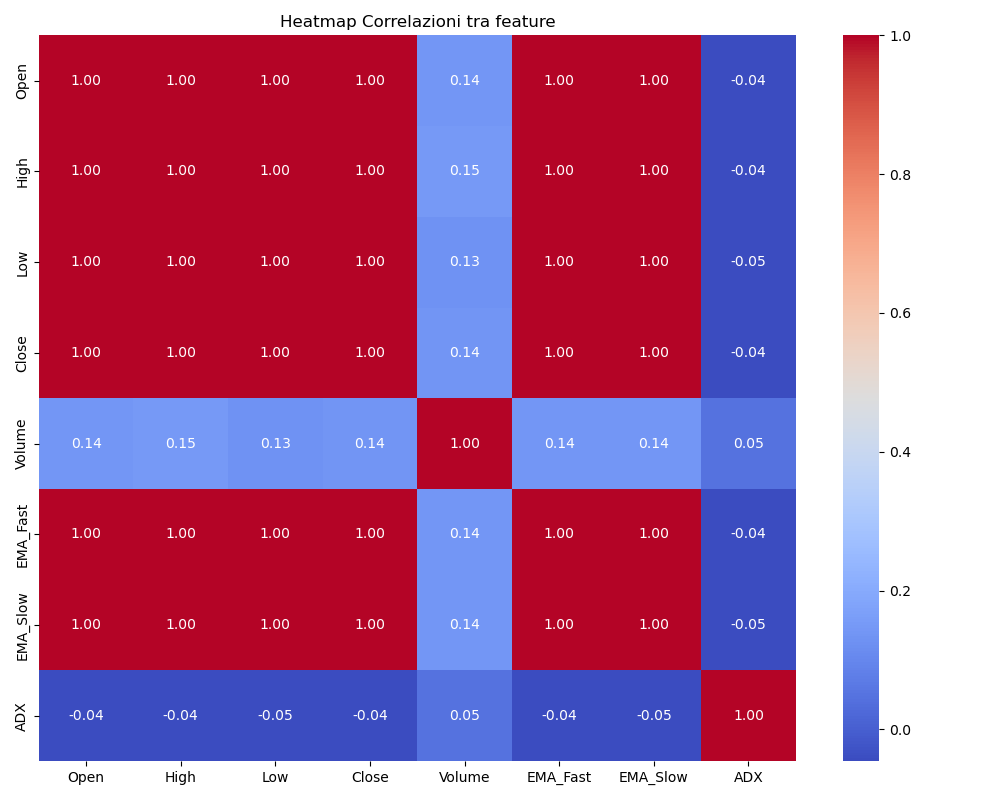 Heatmap Correlazioni tra feature
Open 1.00 1.00 1.00 1.00 0.14 1.00 1.00 -0.04
High 1.00 1.00 1.00 1.00 0.15 1.00 1.00 -0.04
Low 1.00 1.00 1.00 1.00 0.13 1.00 1.00 -0.05
Close 1.00 1.00 1.00 1.00 0.14 1.00 1.00 -0.04
Volume 0.14 0.15 0.13 0.14 1.00 0.14 0.14 0.05
EMA_Fast 1.00 1.00 1.00 1.00 0.14 1.00 1.00 -0.04
EMA_Slow 1.00 1.00 1.00 1.00 0.14 1.00 1.00 -0.05
ADX -0.04 -0.04 -0.05 -0.04 0.05 -0.04 -0.05 1.00
Open High Low Close Volume EMA_Fast EMA_Slow ADX
1.0
0.8
0.6
0.4
0.2
0.0